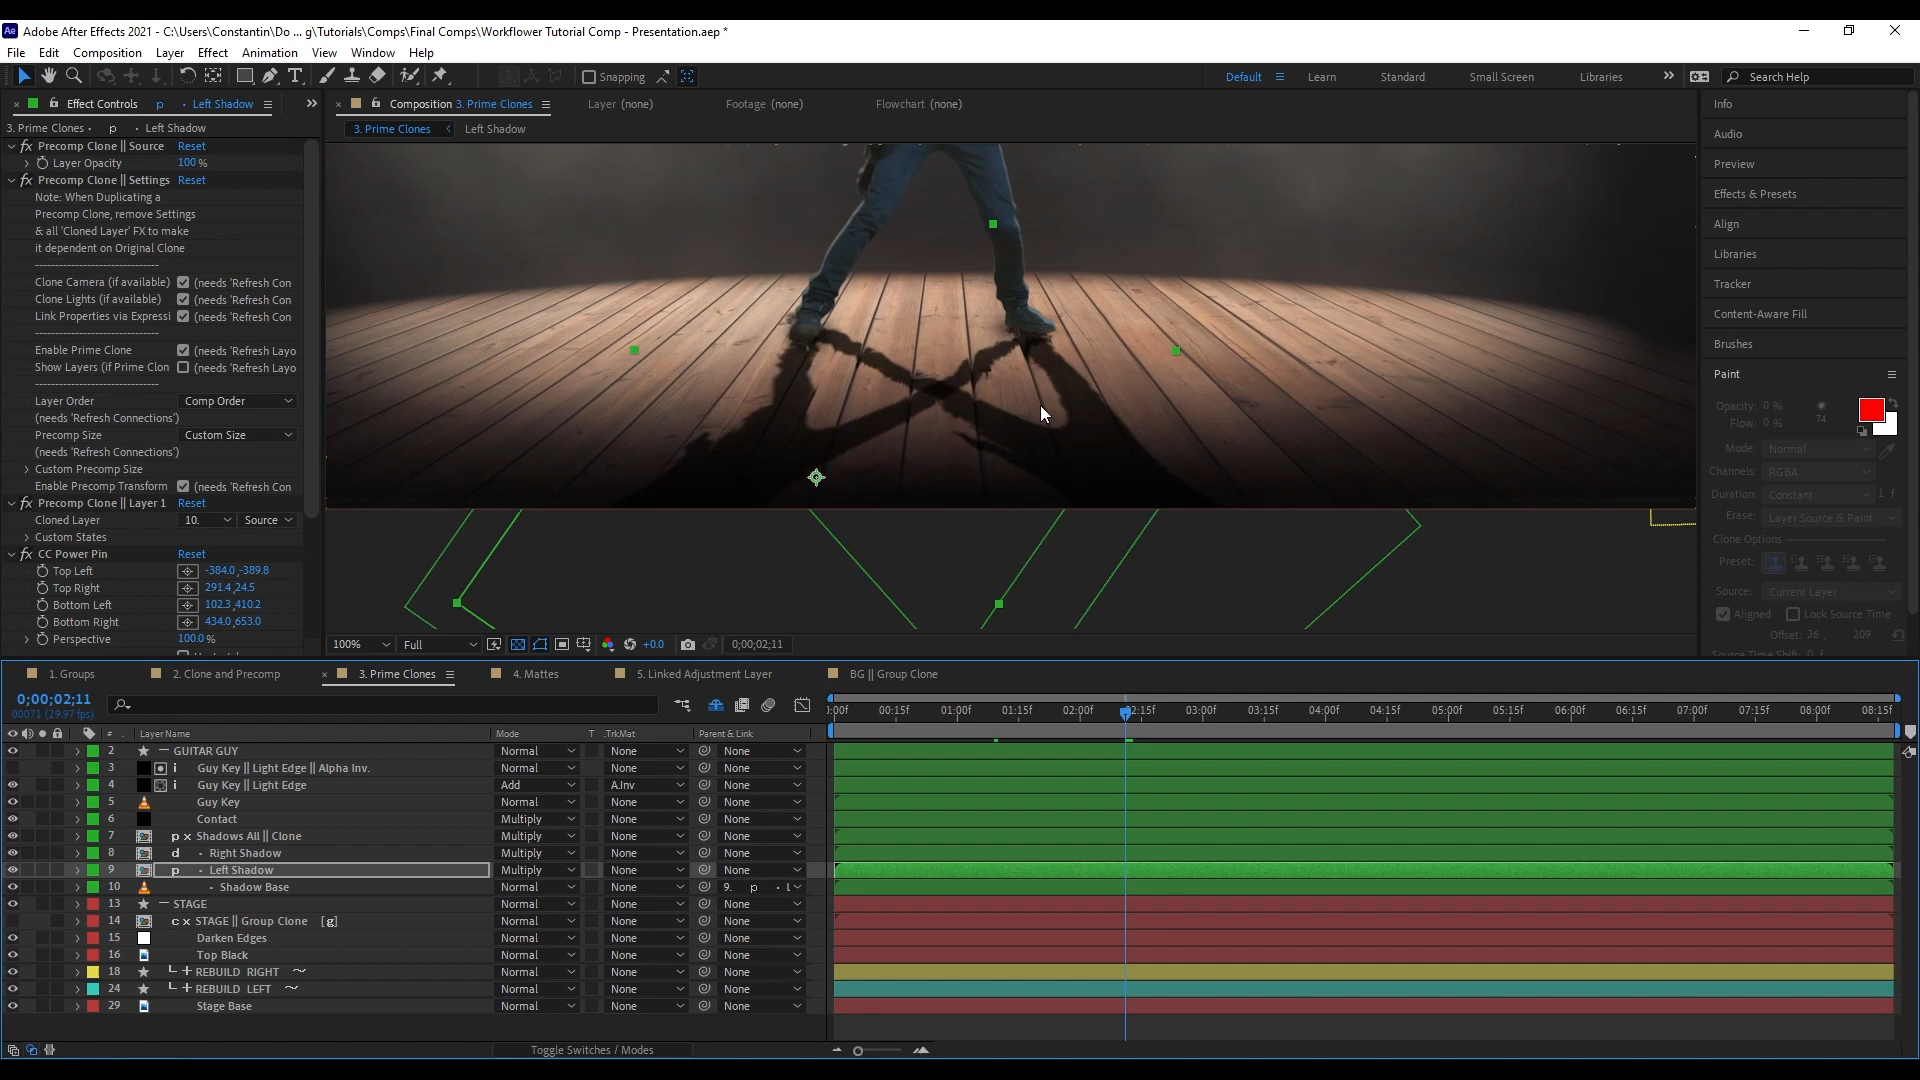 Ae Adobe After Effects 2021 - C:\Users\Constantin\Do ... g\Tutorials\Comps\Final Comps\Workflower Tutorial Comp - Presentation.aep *
File Edit Composition Layer Effect Animation View Window Help
Snapping Default Learn Standard Small Screen Libraries Search Help
Effect Controls p • Left Shadow
Composition 3. Prime Clones Layer (none) Footage (none) Flowchart (none)
3. Prime Clones • p • Left Shadow
3. Prime Clones Left Shadow
fx Precomp Clone || Source Reset
Layer Opacity 100 %
fx Precomp Clone || Settings Reset
Note: When Duplicating a
Precomp Clone, remove Settings
& all 'Cloned Layer' FX to make
it dependent on Original Clone
-------------------------------
Clone Camera (if available) (needs 'Refresh Con
Clone Lights (if available) (needs 'Refresh Con
Link Properties via Expressi (needs 'Refresh Con
-------------------------------
Enable Prime Clone (needs 'Refresh Layo
Show Layers (if Prime Clon (needs 'Refresh Layo
-------------------------------
Layer Order Comp Order
(needs 'Refresh Connections')
Precomp Size Custom Size
(needs 'Refresh Connections')
Custom Precomp Size
Enable Precomp Transform (needs 'Refresh Con
fx Precomp Clone || Layer 1 Reset
Cloned Layer 10. Source
Custom States
fx CC Power Pin Reset
Top Left -384.0,-389.8
Top Right 291.4,24.5
Bottom Left 102.3,410.2
Bottom Right 434.0,653.0
Perspective 100.0 %
100% Full +0.0 0;00;02;11
Info
Audio
Preview
Effects & Presets
Align
Libraries
Tracker
Content-Aware Fill
Brushes
Paint
Opacity: 0 %
Flow: 0 % 74
Mode: Normal
Channels: RGBA
Duration: Constant 1 f
Erase: Layer Source & Paint
Clone Options
Preset:
Source: Current Layer
Aligned Lock Source Time
Offset: 26 , 209
Source Time Shift: 0 f
1. Groups 2. Clone and Precomp 3. Prime Clones 4. Mattes 5. Linked Adjustment Layer BG || Group Clone
0;00;02;11
00071 (29.97 fps)
):00f 00:15f 01:00f 01:15f 02:00f 02:15f 03:00f 03:15f 04:00f 04:15f 05:00f 05:15f 06:00f 06:15f 07:00f 07:15f 08:00f 08:15f
# Layer Name Mode T .TrkMat Parent & Link
2 GUITAR GUY Normal None None
3 i Guy Key || Light Edge || Alpha Inv. Normal None None
4 i Guy Key || Light Edge Add A.Inv None
5 Guy Key Normal None None
6 Contact Multiply None None
7 p x Shadows All || Clone Multiply None None
8 d • Right Shadow Multiply None None
9 p • Left Shadow Multiply None None
10 • Shadow Base Normal None 9. p • L
13 STAGE Normal None None
14 c x STAGE || Group Clone [g] Normal None None
15 Darken Edges Normal None None
16 Top Black Normal None None
18 └ + REBUILD RIGHT ~ Normal None None
24 └ + REBUILD LEFT ~ Normal None None
29 Stage Base Normal None None
Toggle Switches / Modes